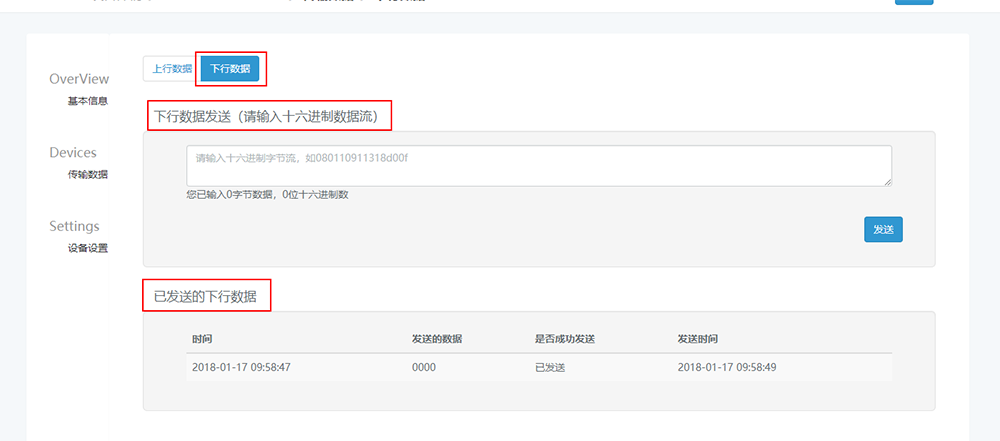 上行数据 下行数据
OverView
基本信息
下行数据发送（请输入十六进制数据流）
Devices
请输入十六进制字节流，如080110911318d00f
传输数据
您已输入0字节数据，0位十六进制数
Settings
发送
设备设置
已发送的下行数据
时间 发送的数据 是否成功发送 发送时间
2018-01-17 09:58:47 0000 已发送 2018-01-17 09:58:49